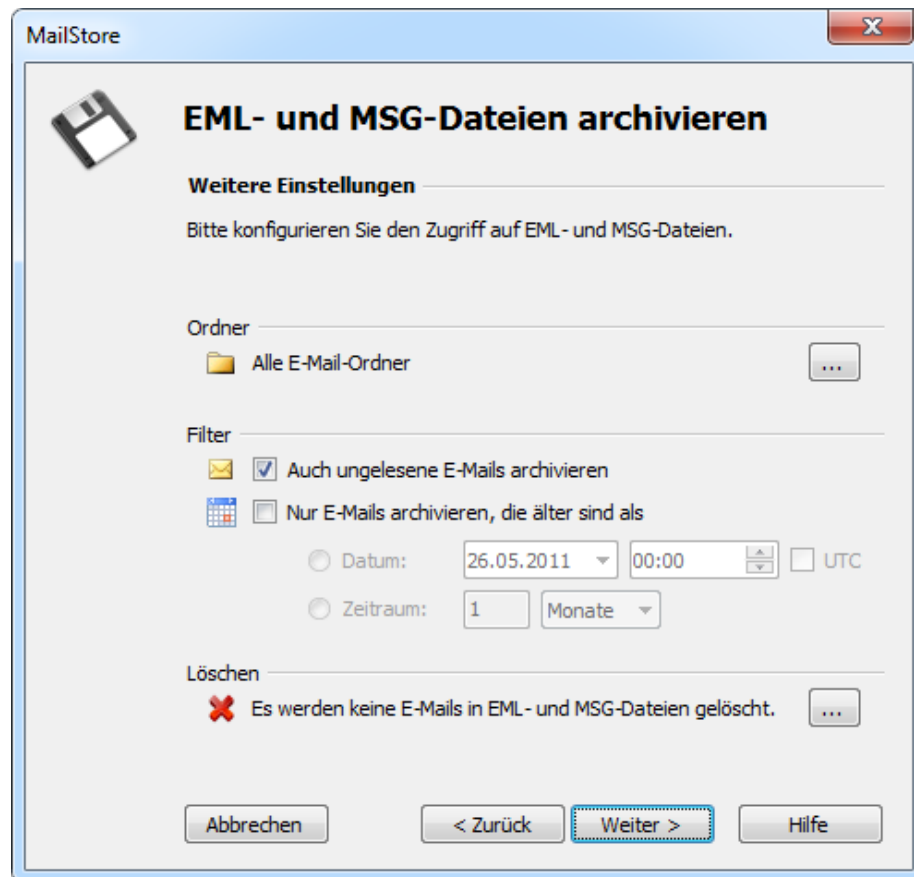 MailStore
EML- und MSG-Dateien archivieren
Weitere Einstellungen
Bitte konfigurieren Sie den Zugriff auf EML- und MSG-Dateien.
Ordner
Alle E-Mail-Ordner ...
Filter
Auch ungelesene E-Mails archivieren
Nur E-Mails archivieren, die älter sind als
Datum: 26.05.2011 00:00 UTC
Zeitraum: 1 Monate
Löschen
Es werden keine E-Mails in EML- und MSG-Dateien gelöscht. ...
Abbrechen < Zurück Weiter > Hilfe